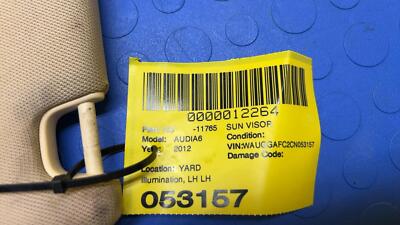 0000012264
Part No: -11765 SUN VISOR
Model: AUDIA6 Condition:
Year: 2012 VIN:WAUGGAFC2CN053157
Damage Code:
Location: YARD
Illumination, LH LH
053157